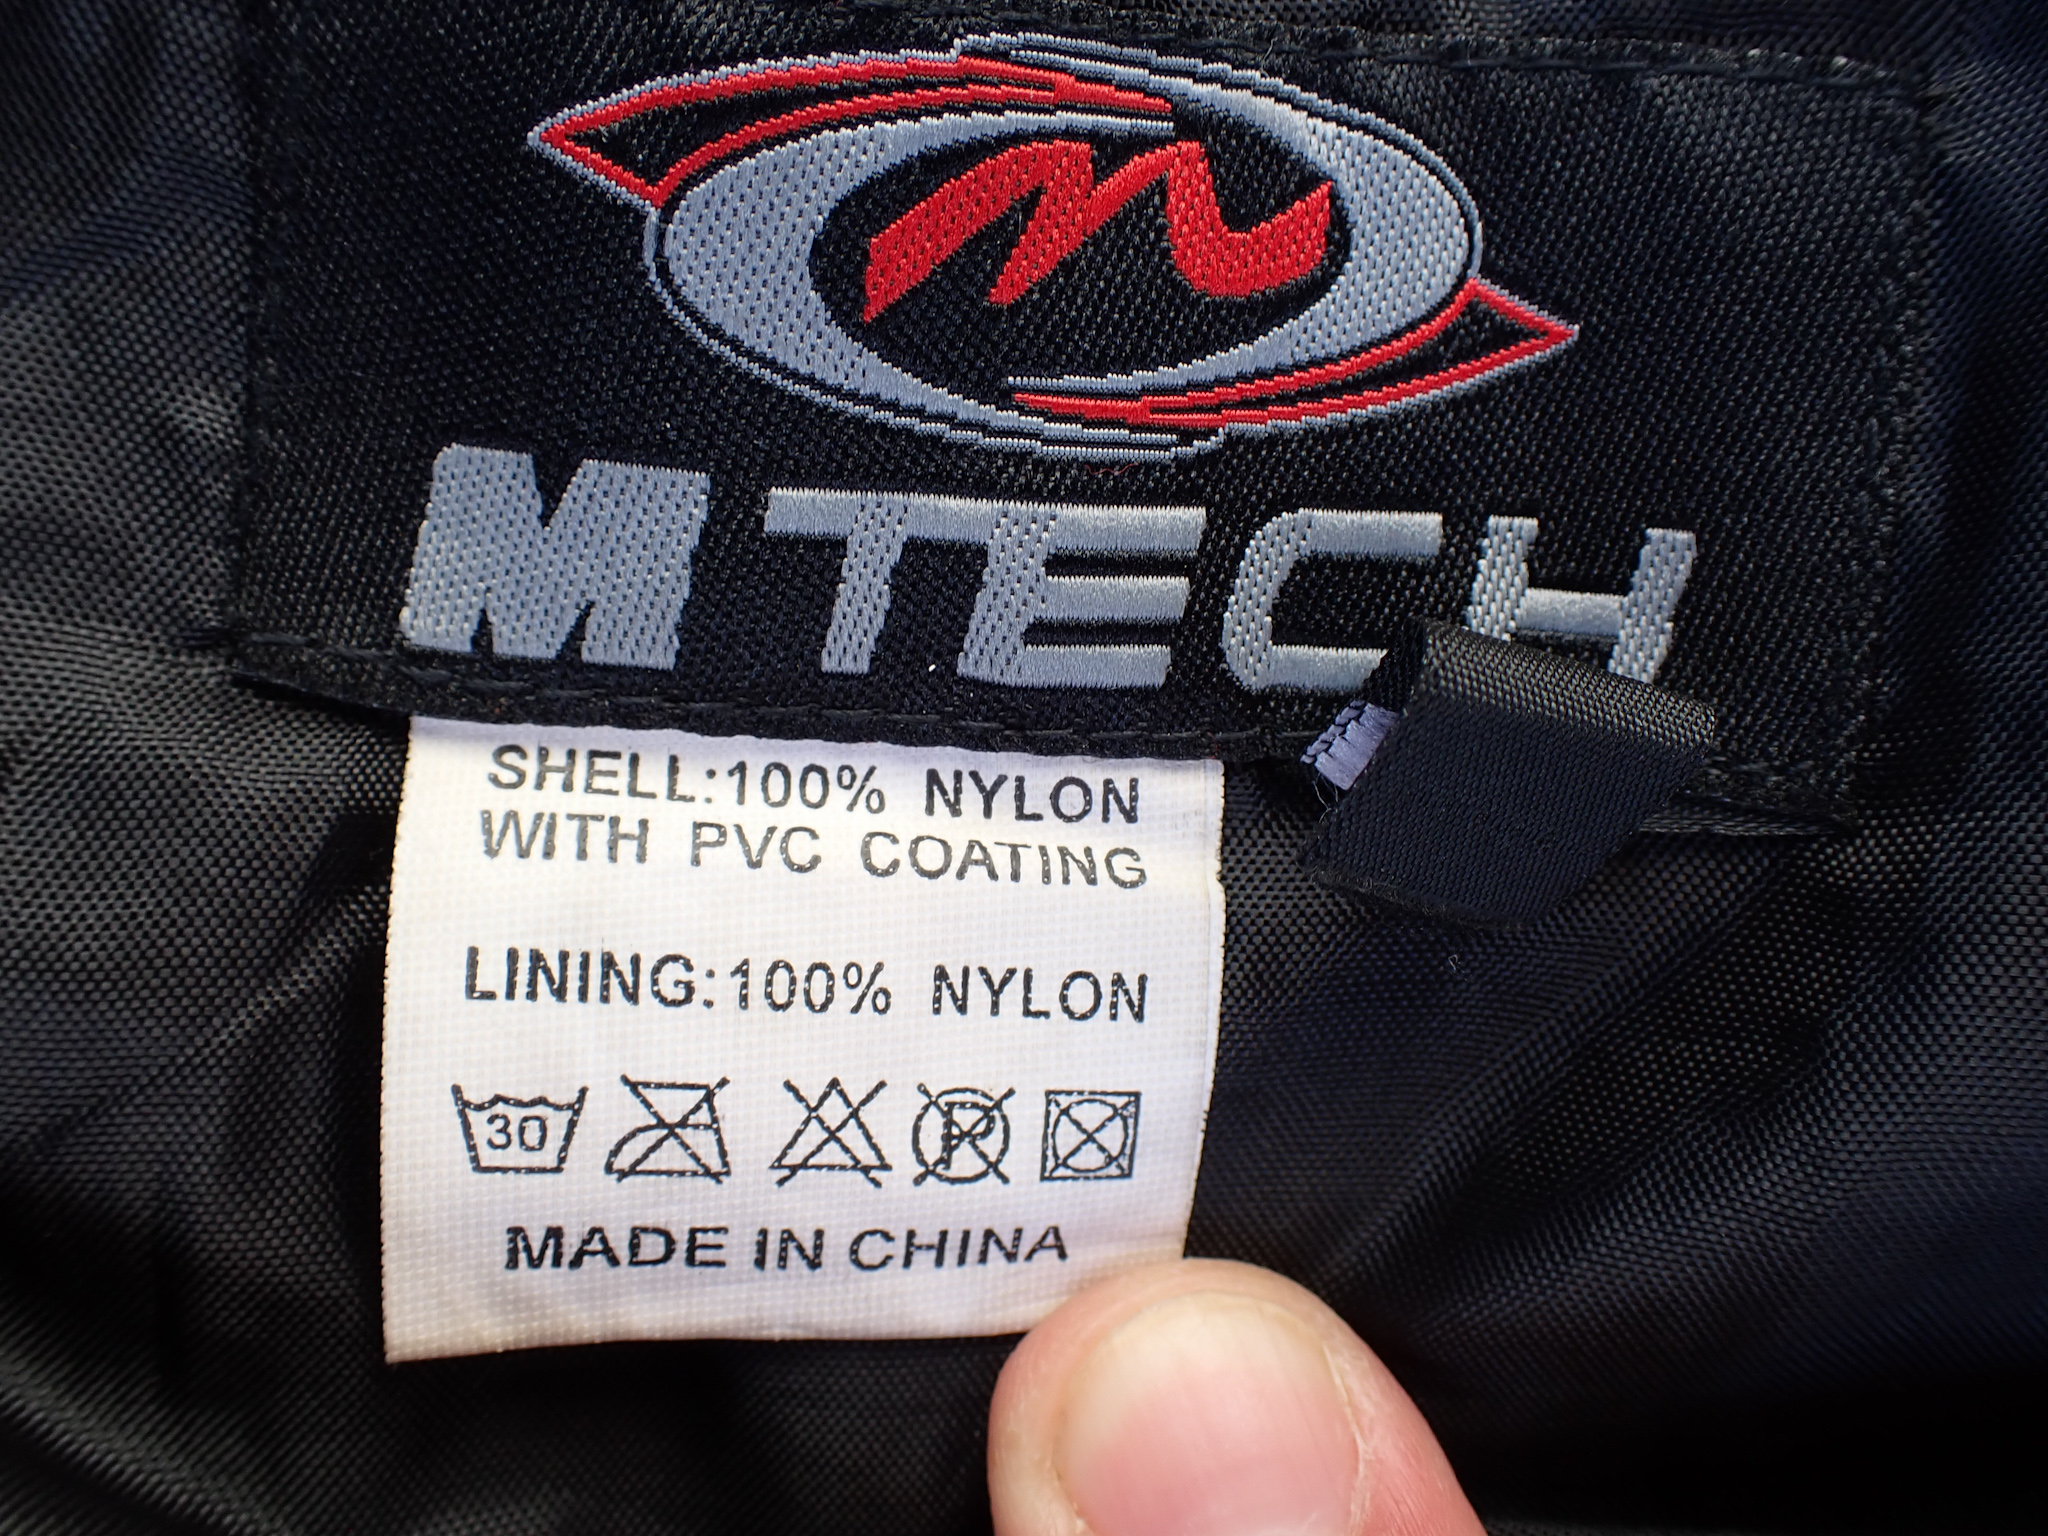 M TECH
SHELL:100% NYLON
WITH PVC COATING
LINING:100% NYLON
30 P
MADE IN CHINA